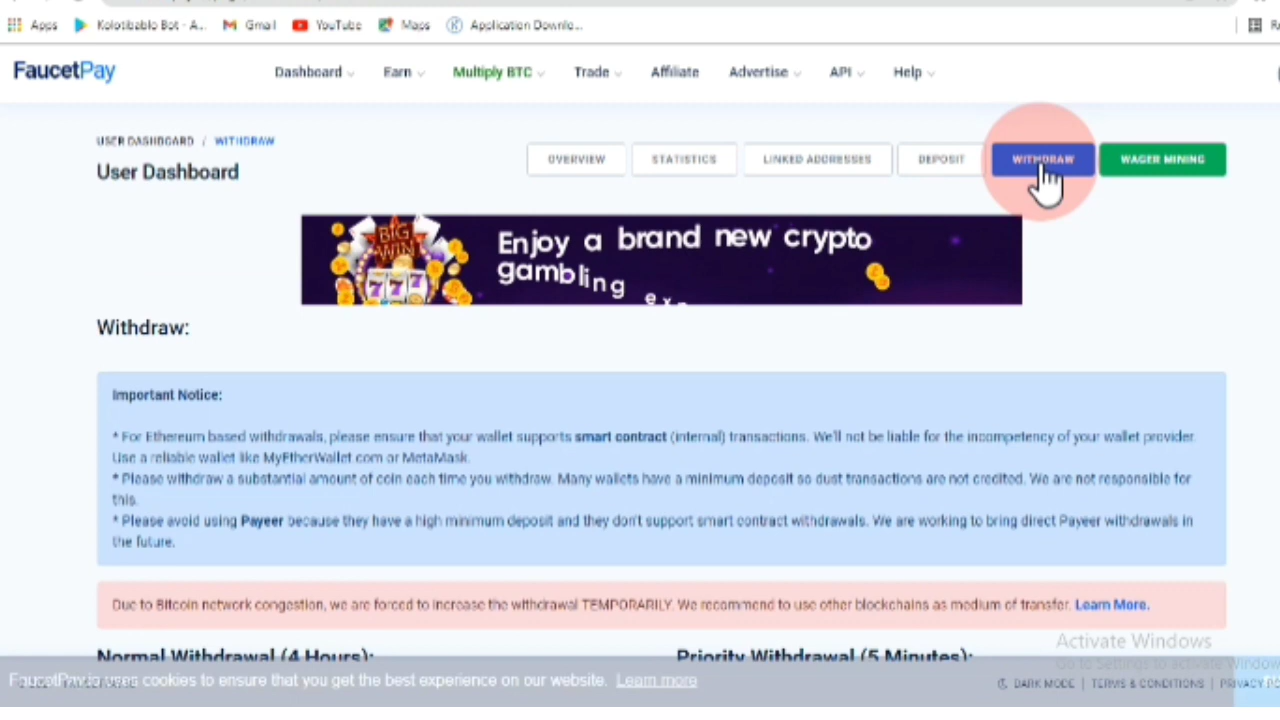 Apps Kolotibablo Bot - A... Gmail YouTube Maps Application Downlo...
FaucetPay Dashboard Earn Multiply BTC Trade Affiliate Advertise API Help
USER DASHBOARD / WITHDRAW
User Dashboard
OVERVIEW STATISTICS LINKED ADDRESSES DEPOSIT WITHDRAW WAGER MINING
BIG
WIN
777
Enjoy a brand new crypto
gambling
Withdraw:
Important Notice:
* For Ethereum based withdrawals, please ensure that your wallet supports smart contract (internal) transactions. We'll not be liable for the incompetency of your wallet provider.
Use a reliable wallet like MyEtherWallet.com or MetaMask.
* Please withdraw a substantial amount of coin each time you withdraw. Many wallets have a minimum deposit so dust transactions are not credited. We are not responsible for
this.
* Please avoid using Payeer because they have a high minimum deposit and they don't support smart contract withdrawals. We are working to bring direct Payeer withdrawals in
the future.
Due to Bitcoin network congestion, we are forced to increase the withdrawal TEMPORARILY. We recommend to use other blockchains as medium of transfer. Learn More.
Normal Withdrawal (4 Hours): Priority Withdrawal (5 Minutes):
Activate Windows
Go to Settings to activate Windows
FaucetPay.io uses cookies to ensure that you get the best experience on our website. Learn more
DARK MODE | TERMS & CONDITIONS | PRIVACY